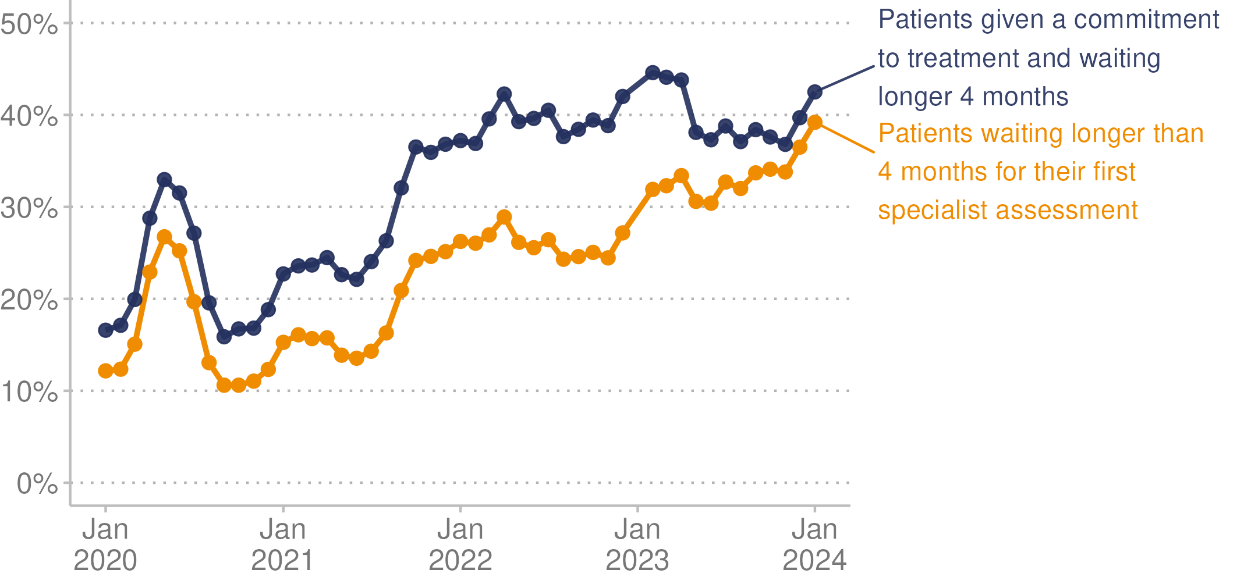 50%
40%
30%
20%
10%
0%
Jan
2020
Jan
2021
Jan
2022
Jan
2023
Jan
2024
Patients given a commitment
to treatment and waiting
longer 4 months
Patients waiting longer than
4 months for their first
specialist assessment